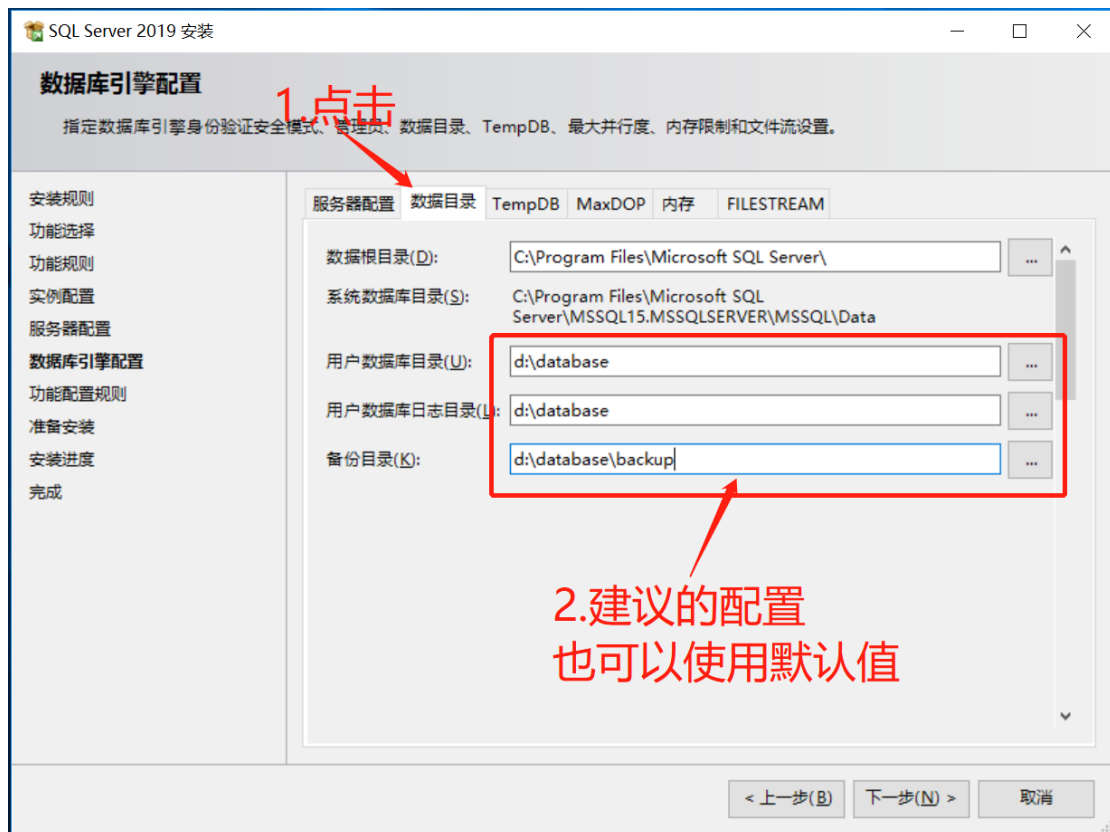 SQL Server 2019 安装
数据库引擎配置
1.点击
指定数据库引擎身份验证安全模式、管理员、数据目录、TempDB、最大并行度、内存限制和文件流设置。
安装规则
功能选择
功能规则
实例配置
服务器配置
数据库引擎配置
功能配置规则
准备安装
安装进度
完成
服务器配置 数据目录 TempDB MaxDOP 内存 FILESTREAM
数据根目录(D): C:\Program Files\Microsoft SQL Server\ ...
系统数据库目录(S): C:\Program Files\Microsoft SQL
Server\MSSQL15.MSSQLSERVER\MSSQL\Data
用户数据库目录(U): d:\database ...
用户数据库日志目录(L): d:\database ...
备份目录(K): d:\database\backup ...
2.建议的配置
也可以使用默认值
< 上一步(B) 下一步(N) > 取消